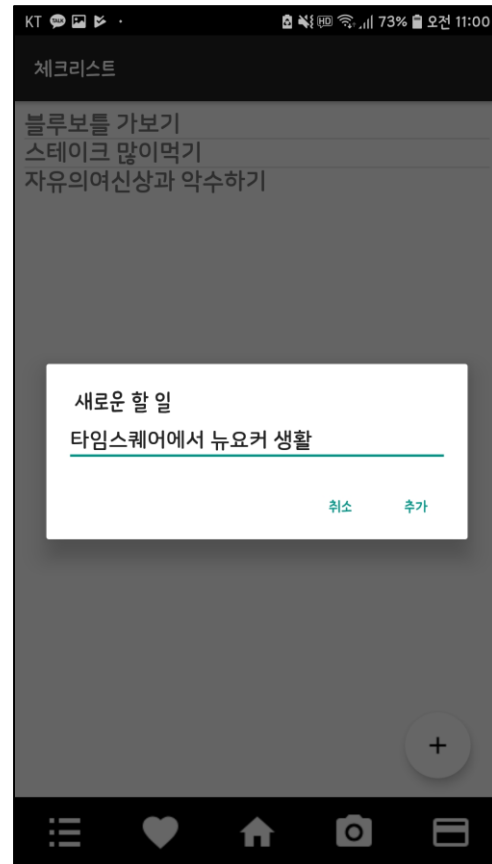 KT TALK HD 73% 오전 11:00
체크리스트
블루보틀 가보기
스테이크 많이먹기
자유의여신상과 악수하기
새로운 할 일
타임스퀘어에서 뉴요커 생활
취소 추가
+